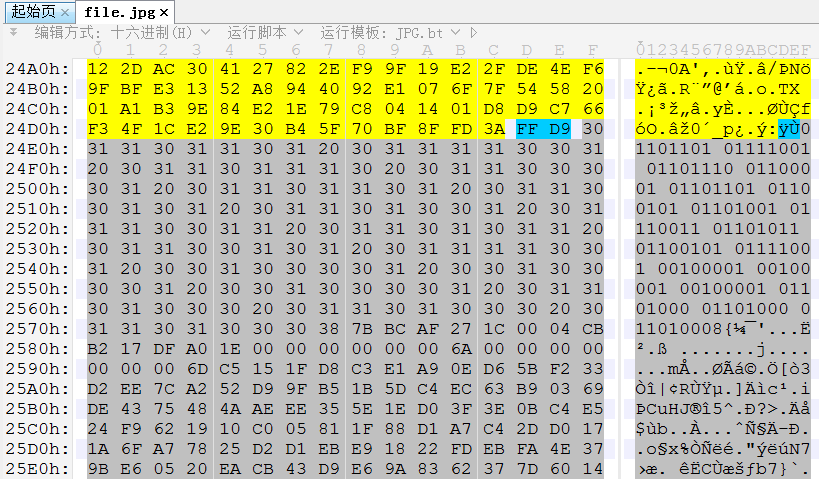 起始页 × file.jpg ×
编辑方式: 十六进制(H) 运行脚本 运行模板: JPG.bt
0 1 2 3 4 5 6 7 8 9 A B C D E F 0123456789ABCDEF
24A0h: 12 2D AC 30 41 27 82 2E F9 9F 19 E2 2F DE 4E F6 .-¬0A'‚.ùŸ.â/ÞNö
24B0h: 9F BF E3 13 52 A8 94 40 92 E1 07 6F 7F 54 58 20 Ÿ¿ã.R¨”@’á.o.TX
24C0h: 01 A1 B3 9E 84 E2 1E 79 C8 04 14 01 D8 D9 C7 66 .¡³ž„â.yÈ...ØÙÇf
24D0h: F3 4F 1C E2 9E 30 B4 5F 70 BF 8F FD 3A FF D9 30 óO.âž0´_p¿.ý:ÿÙ0
24E0h: 31 31 30 31 31 30 31 20 30 31 31 31 31 30 30 31 1101101 01111001
24F0h: 20 30 31 31 30 31 31 31 30 20 30 31 31 30 30 30 01101110 011000
2500h: 30 31 20 30 31 31 30 31 31 30 31 20 30 31 31 30 01 01101101 0110
2510h: 30 31 30 31 20 30 31 31 30 31 30 30 31 20 30 31 0101 01101001 01
2520h: 31 31 30 30 31 31 20 30 31 31 30 31 30 31 31 20 110011 01101011
2530h: 30 31 31 30 30 31 30 31 20 30 31 31 31 31 30 30 01100101 0111100
2540h: 31 20 30 30 31 30 30 30 30 31 20 30 30 31 30 30 1 00100001 00100
2550h: 30 30 31 20 30 30 31 30 30 30 30 31 20 30 30 31 001 00100001 001
2560h: 30 31 30 30 30 20 30 31 31 30 31 30 30 30 20 30 01000 01101000 0
2570h: 31 31 30 31 30 30 30 38 7B BC AF 27 1C 00 04 CB 11010008{¼¯'...Ë
2580h: B2 17 DF A0 1E 00 00 00 00 00 00 6A 00 00 00 00 ².ß .......j....
2590h: 00 00 00 6D C5 15 1F D8 C3 E1 A9 0E D6 5B F2 33 ...mÅ..ØÃá©.Ö[ò3
25A0h: D2 EE 7C A2 52 D9 9F B5 1B 5D C4 EC 63 B9 03 69 Òî|¢RÙŸµ.]Äìc¹.i
25B0h: DE 43 75 48 4A AE EE 35 5E 1E D0 3F 3E 0B C4 E5 ÞCuHJ®î5^.Ð?>.Äå
25C0h: 24 F9 62 19 10 C0 05 81 1F 88 D1 A7 C4 2D D0 17 $ùb..À...ˆÑ§Ä-Ð.
25D0h: 1A 6F A7 78 25 D2 D1 EB E9 18 22 FD EB FA 4E 37 .o§x%ÒÑëé."ýëúN7
25E0h: 9B E6 05 20 EA CB 43 D9 E6 9A 83 62 37 7D 60 14 ›æ. êËCÙæšƒb7}`.